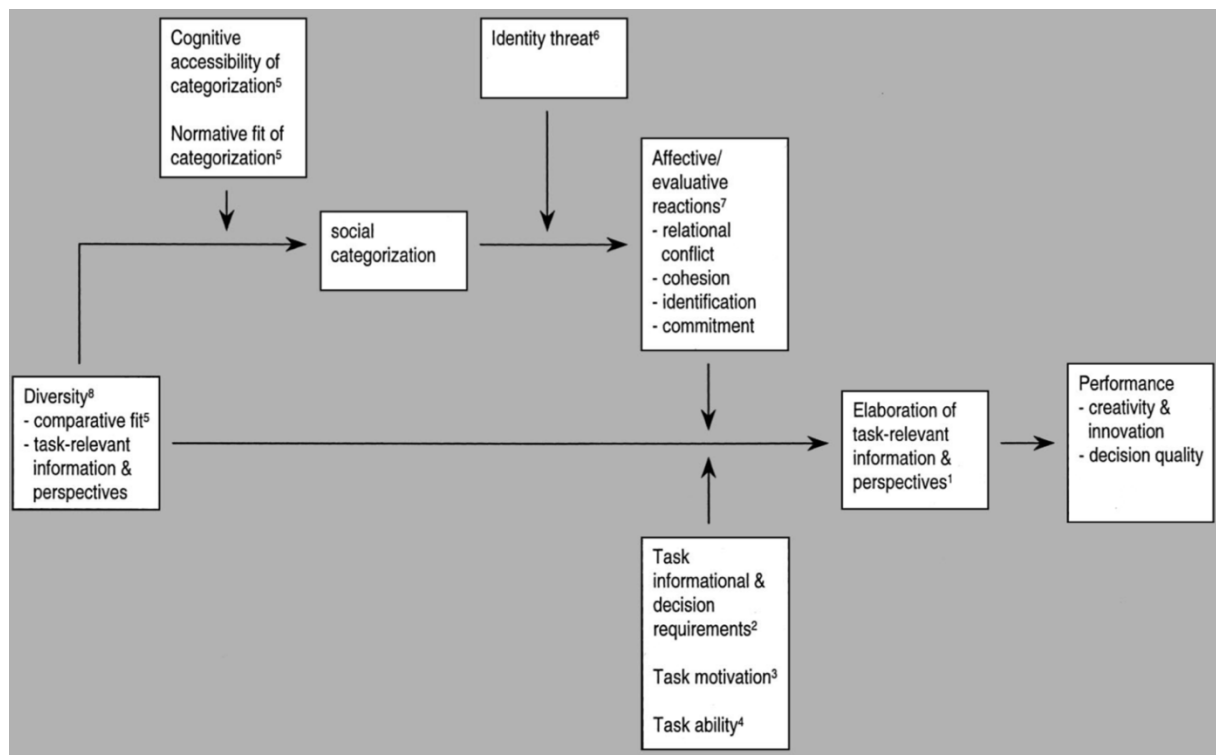 Cognitive
accessibility of
categorization⁵
Normative fit of
categorization⁵
Identity threat⁶
Affective/
evaluative
reactions⁷
- relational
conflict
- cohesion
- identification
- commitment
social
categorization
Diversity⁸
- comparative fit⁵
- task-relevant
information &
perspectives
Elaboration of
task-relevant
information &
perspectives¹
Performance
- creativity &
innovation
- decision quality
Task
informational &
decision
requirements²
Task motivation³
Task ability⁴